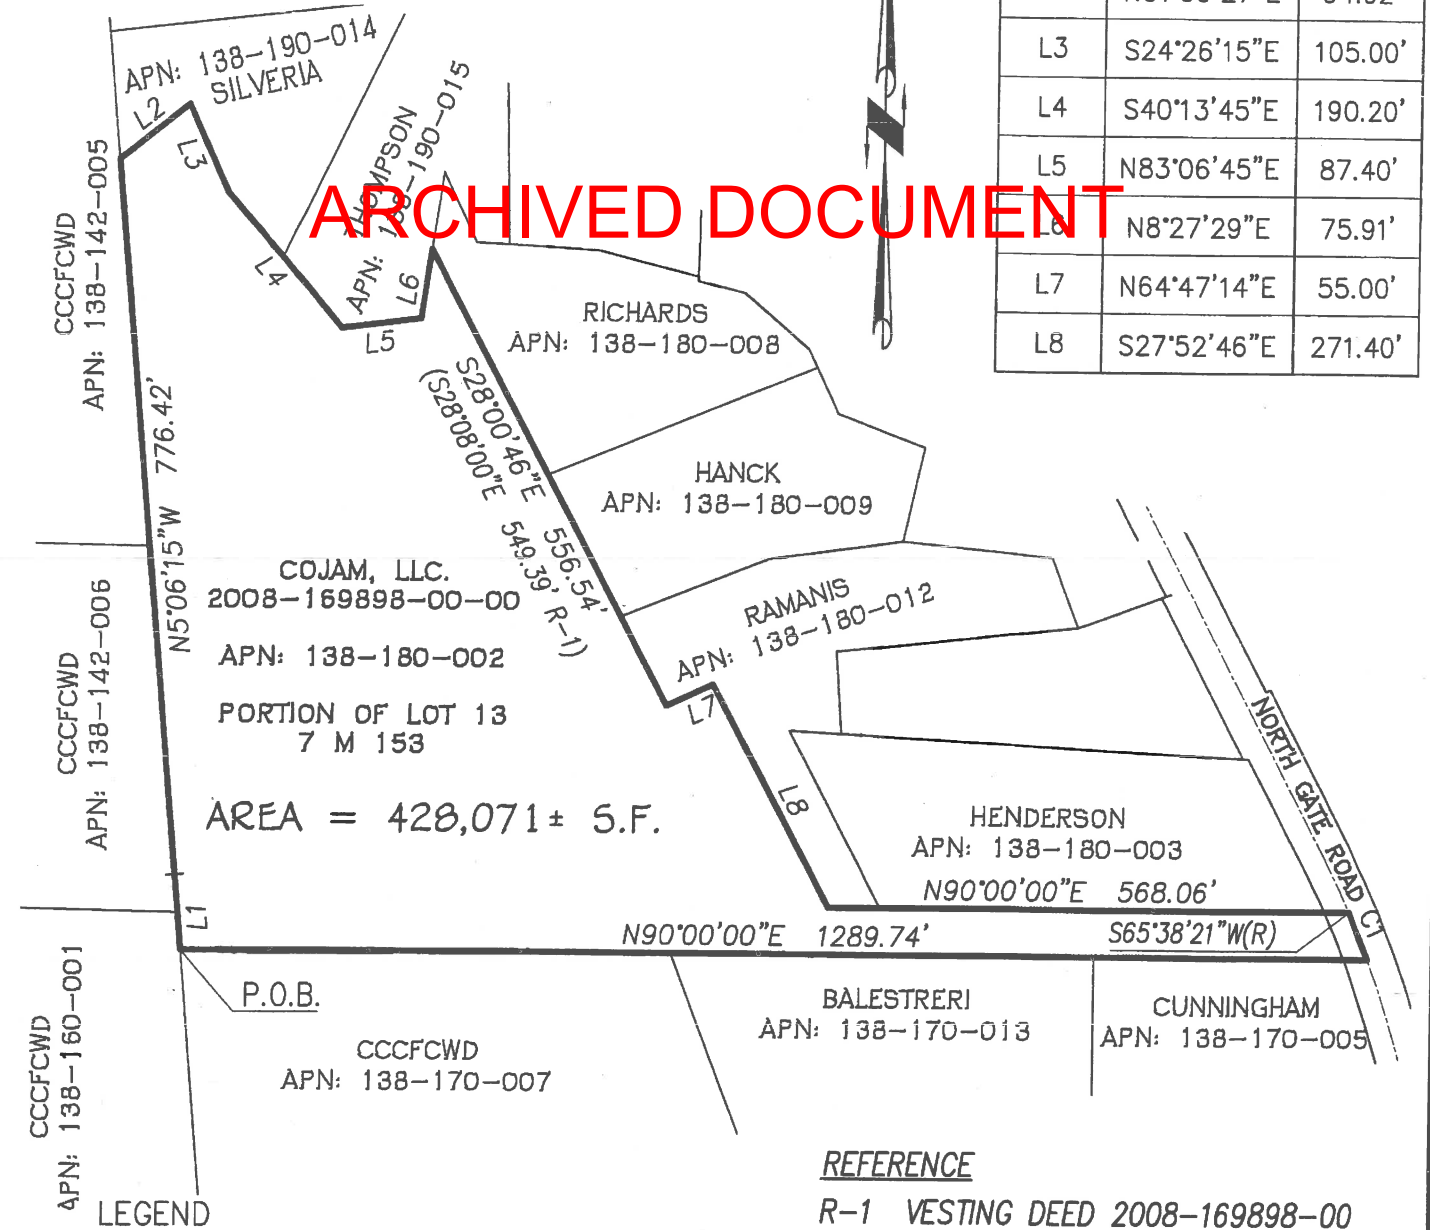 APN: 138-190-014
SILVERIA
L2
L3
THOMPSON
APN: 138-190-015
ARCHIVED DOCUMENT
L3 S24°26'15"E 105.00'
L4 S40°13'45"E 190.20'
L5 N83°06'45"E 87.40'
L6 N8°27'29"E 75.91'
L7 N64°47'14"E 55.00'
L8 S27°52'46"E 271.40'
CCCFCWD
APN: 138-142-005
L4
L5
L6
RICHARDS
APN: 138-180-008
S28°00'46"E 556.54'
(S28°08'00"E 549.39' R-1)
HANCK
APN: 138-180-009
N5°06'15"W 776.42'
COJAM, LLC.
2008-169898-00-00
APN: 138-180-002
PORTION OF LOT 13
7 M 153
AREA = 428,071± S.F.
RAMANIS
APN: 138-180-012
L7
L8
CCCFCWD
APN: 138-142-006
NORTH GATE ROAD
C1
HENDERSON
APN: 138-180-003
N90°00'00"E 568.06'
L1
N90°00'00"E 1289.74'
S65°38'21"W(R)
P.O.B.
CCCFCWD
APN: 138-160-001
CCCFCWD
APN: 138-170-007
BALESTRERI
APN: 138-170-013
CUNNINGHAM
APN: 138-170-005
REFERENCE
R-1 VESTING DEED 2008-169898-00
LEGEND